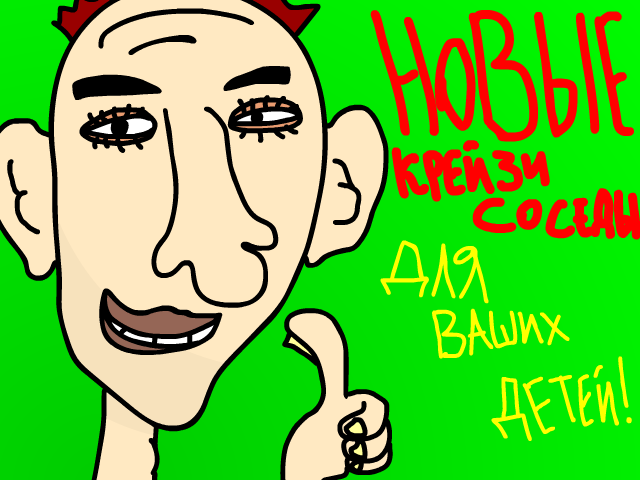 НОВЫЕ
КРЕЙЗИ
СОСЕДИ
ДЛЯ
ВАШИХ
ДЕТЕЙ!